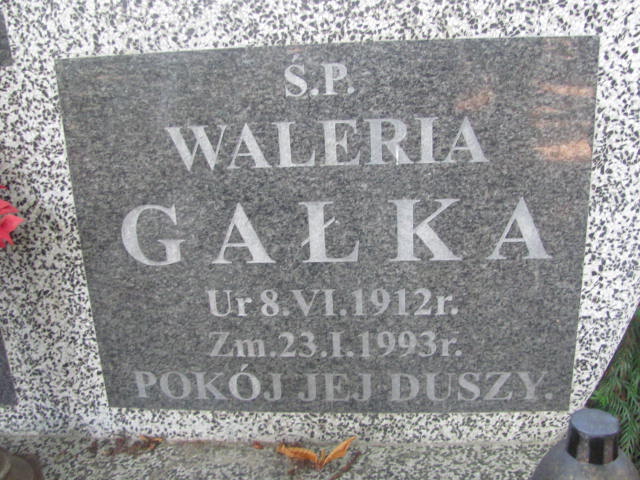 Ś.P.
WALERIA
GAŁKA
Ur 8.VI.1912r.
Zm.23.I.1993r.
POKÓJ JEJ DUSZY.